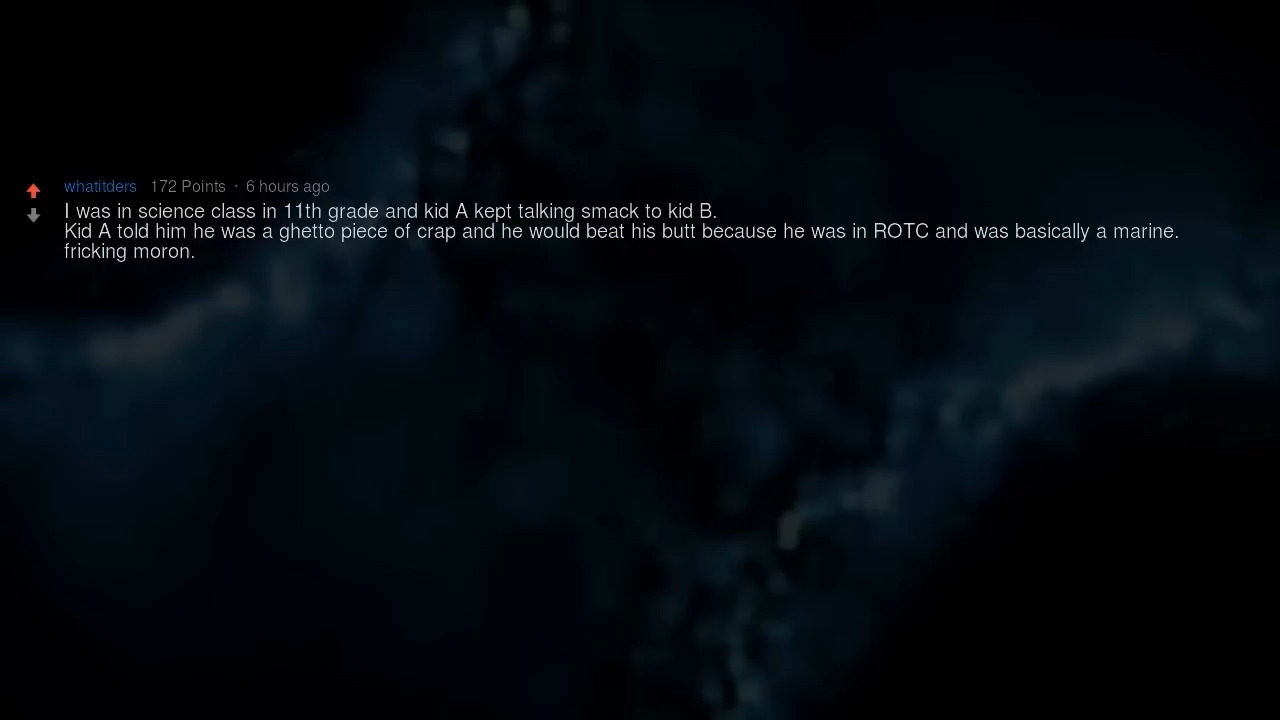 whatitders 172 Points · 6 hours ago
I was in science class in 11th grade and kid A kept talking smack to kid B.
Kid A told him he was a ghetto piece of crap and he would beat his butt because he was in ROTC and was basically a marine.
fricking moron.